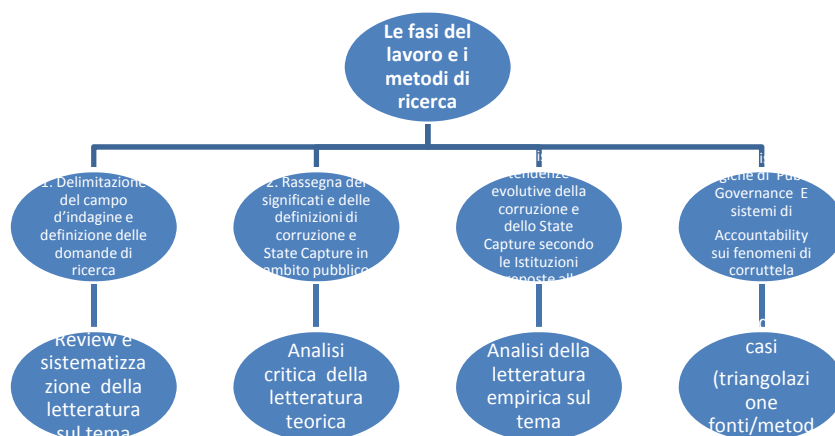 Le fasi del
lavoro e i
metodi di
ricerca
1. Delimitazione
del campo
d'indagine e
definizione delle
domande di
ricerca
2. Rassegna dei
significati e delle
definizioni di
corruzione e
State Capture in
ambito pubblico
tendenze
evolutive della
corruzione e
dello State
Capture secondo
le Istituzioni
Governance E
sistemi di
Accountability
sui fenomeni di
corruttela
Review e
sistematizza
zione della
letteratura
sul tema
Analisi
critica della
letteratura
teorica
Analisi della
letteratura
empirica sul
tema
casi
(triangolazi
one
fonti/metod